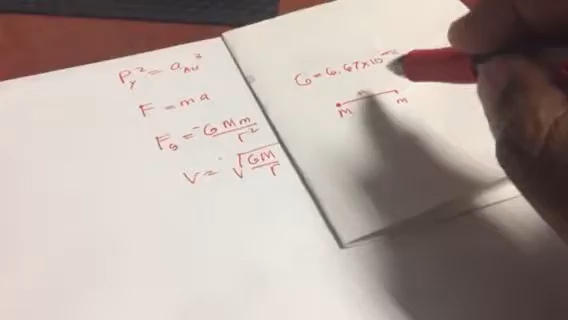 P_y² = a_AU³
F = ma
F_G = -GMm/r²
V = √GM/r
G = 6.67×10
M m